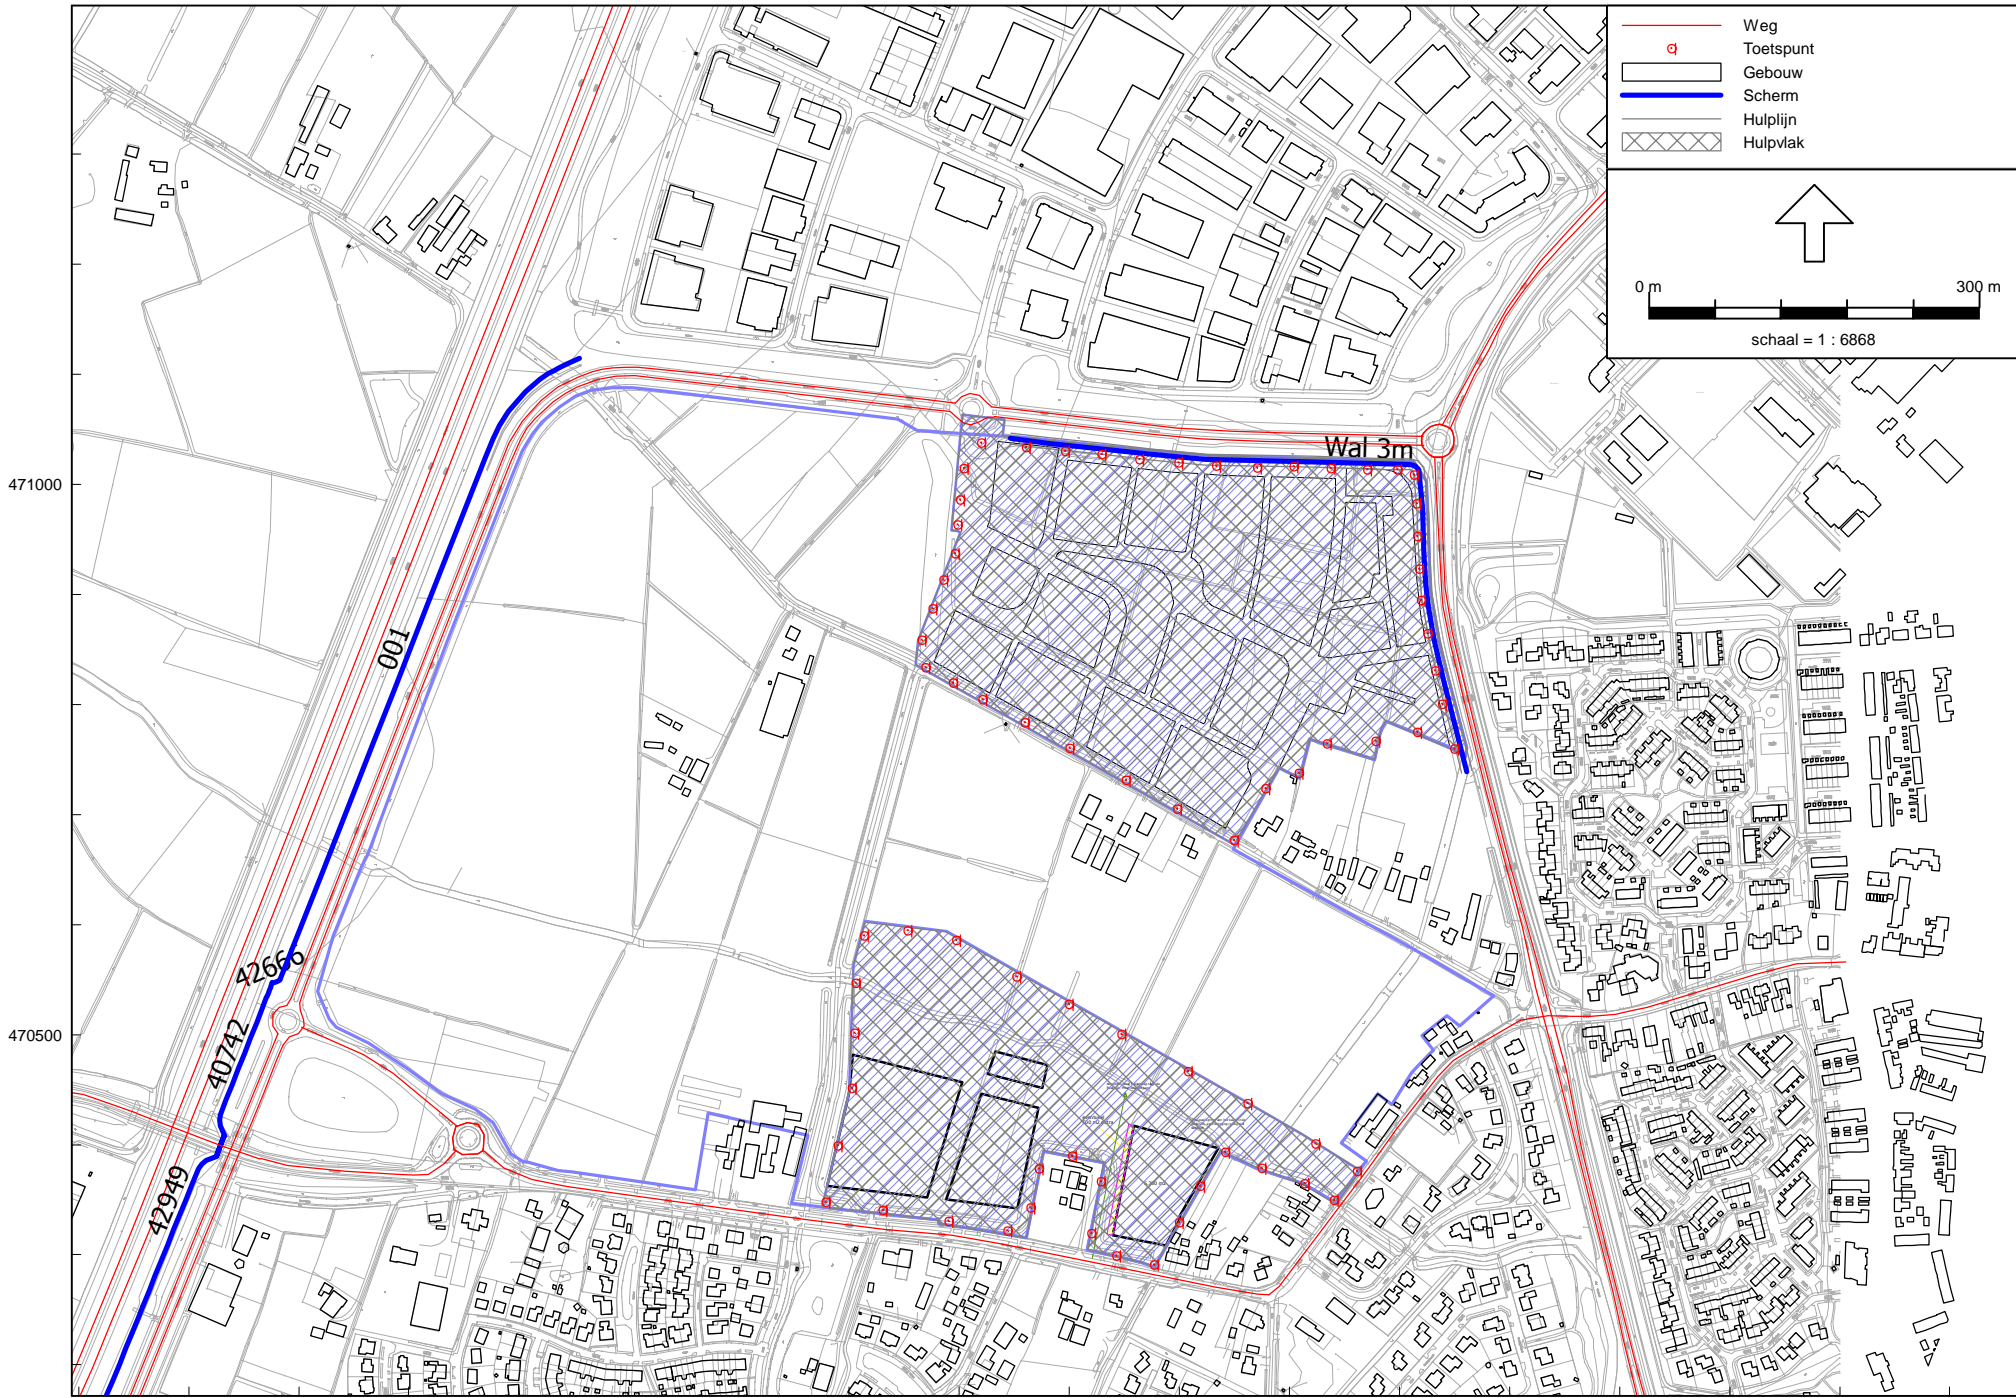 Weg
Toetspunt
Gebouw
Scherm
Hulplijn
Hulpvlak
0 m
300 m
schaal = 1 : 6868
Wal 3m
471000
001
42666
470500
40742
42949